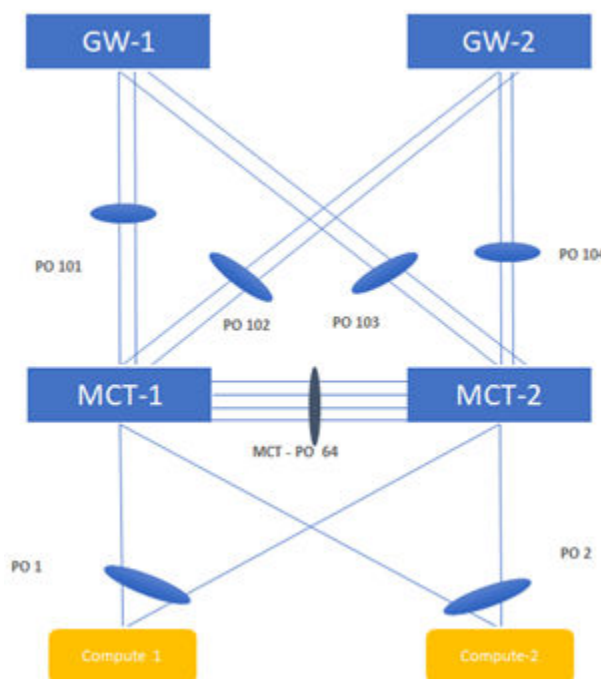 GW-1
GW-2
PO 101
PO 104
PO 102
PO 103
MCT-1
MCT-2
MCT - PO 64
PO 1
PO 2
Compute 1
Compute-2